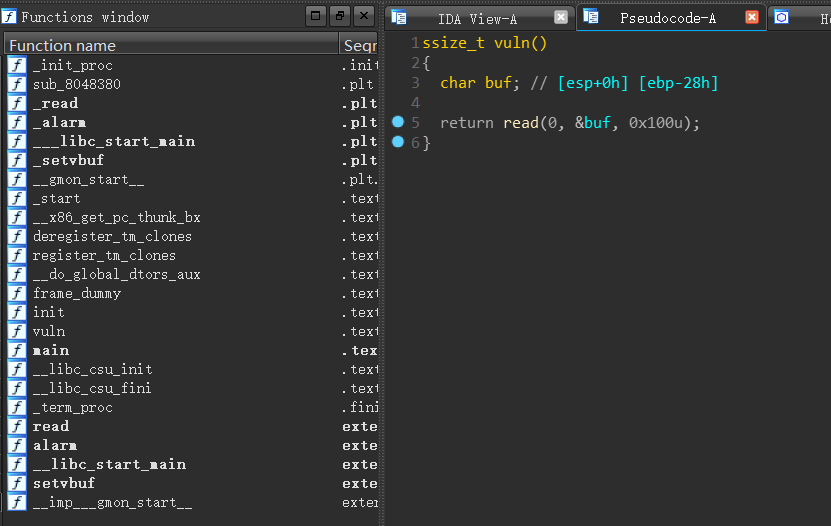 Functions window
Function name Segr
_init_proc .init
sub_8048380 .plt
_read .plt
_alarm .plt
___libc_start_main .plt
_setvbuf .plt
__gmon_start__ .plt.
_start .text
__x86_get_pc_thunk_bx .text
deregister_tm_clones .text
register_tm_clones .text
__do_global_dtors_aux .text
frame_dummy .text
init .text
vuln .text
main .tex
__libc_csu_init .text
__libc_csu_fini .text
_term_proc .fini
read exte
alarm exte
__libc_start_main exte
setvbuf exte
__imp___gmon_start__ exter
IDA View-A Pseudocode-A He
1 ssize_t vuln()
2 {
3 char buf; // [esp+0h] [ebp-28h]
4
5 return read(0, &buf, 0x100u);
6 }